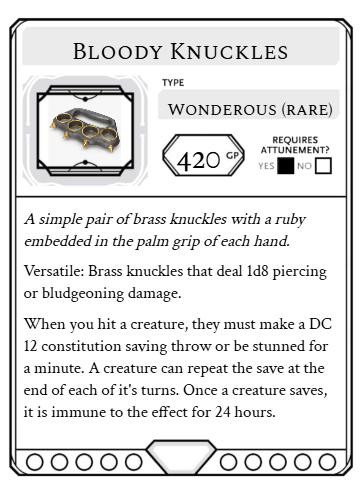 Bloody Knuckles
TYPE
Wonderous (rare)
420 GP
REQUIRES
ATTUNEMENT?
YES NO
A simple pair of brass knuckles with a ruby
embedded in the palm grip of each hand.
Versatile: Brass knuckles that deal 1d8 piercing
or bludgeoning damage.
When you hit a creature, they must make a DC
12 constitution saving throw or be stunned for
a minute. A creature can repeat the save at the
end of each of it's turns. Once a creature saves,
it is immune to the effect for 24 hours.